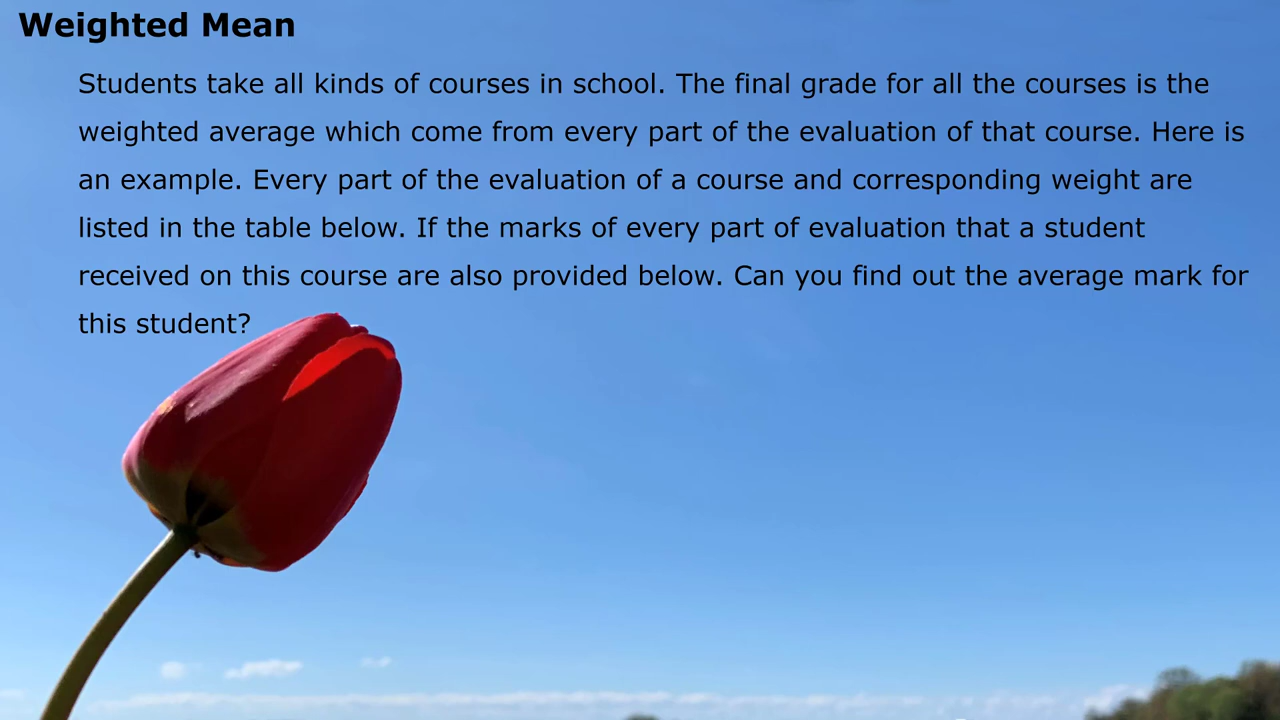 Weighted Mean
Students take all kinds of courses in school. The final grade for all the courses is the
weighted average which come from every part of the evaluation of that course. Here is
an example. Every part of the evaluation of a course and corresponding weight are
listed in the table below. If the marks of every part of evaluation that a student
received on this course are also provided below. Can you find out the average mark for
this student?